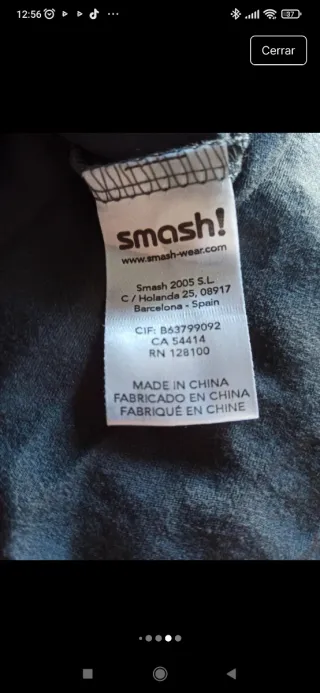 12:56
87
Cerrar
smash!
www.smash-wear.com
Smash 2005 S.L.
C / Holanda 25, 08917
Barcelona - Spain
CIF: B63799092
CA 54414
RN 128100
MADE IN CHINA
FABRICADO EN CHINA
FABRIQUÉ EN CHINE